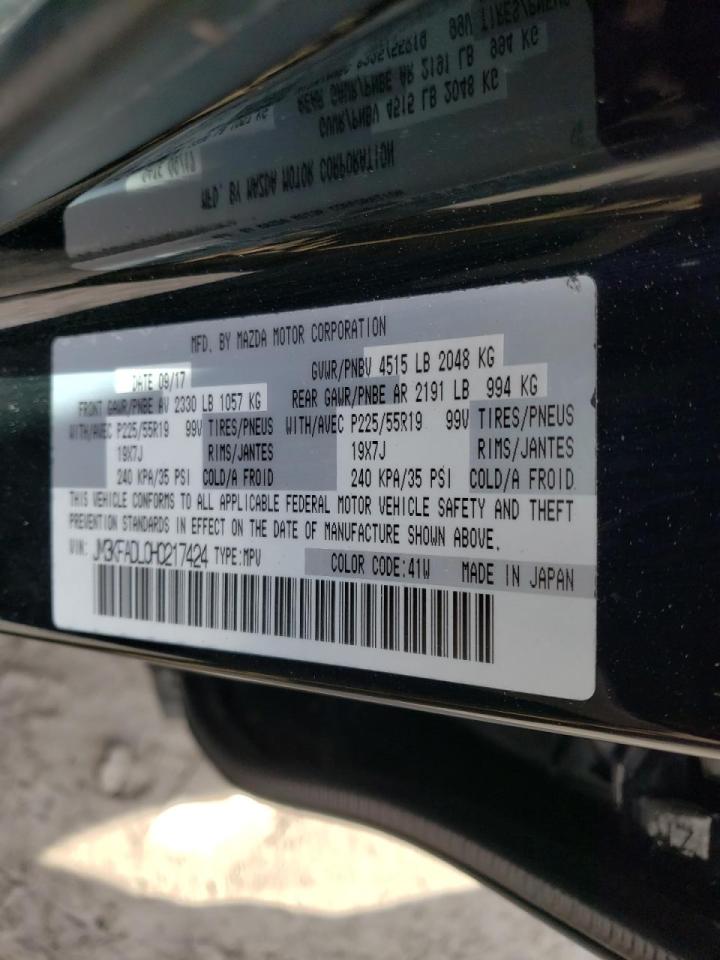 MFD. BY MAZDA MOTOR CORPORATION
DATE 09/17 GVWR/PNBV 4515 LB 2048 KG
FRONT GAWR/PNBE AV 2330 LB 1057 KG REAR GAWR/PNBE AR 2191 LB 994 KG
WITH/AVEC P225/55R19 99V TIRES/PNEUS WITH/AVEC P225/55R19 99V TIRES/PNEUS
19X7J RIMS/JANTES 19X7J RIMS/JANTES
240 KPA/35 PSI COLD/A FROID 240 KPA/35 PSI COLD/A FROID
THIS VEHICLE CONFORMS TO ALL APPLICABLE FEDERAL MOTOR VEHICLE SAFETY AND THEFT
PREVENTION STANDARDS IN EFFECT ON THE DATE OF MANUFACTURE SHOWN ABOVE.
VIN: JM3KFADL0H0217424 TYPE:MPV COLOR CODE:41W MADE IN JAPAN